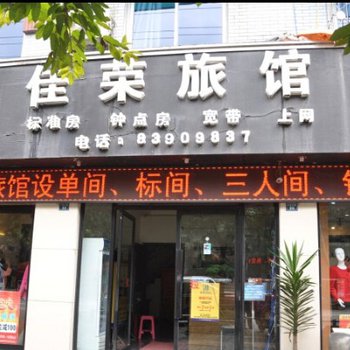 佳荣旅馆
标准房 钟点房 宽带 上网
电话：83909837
旅馆设单间、标间、三人间、钟